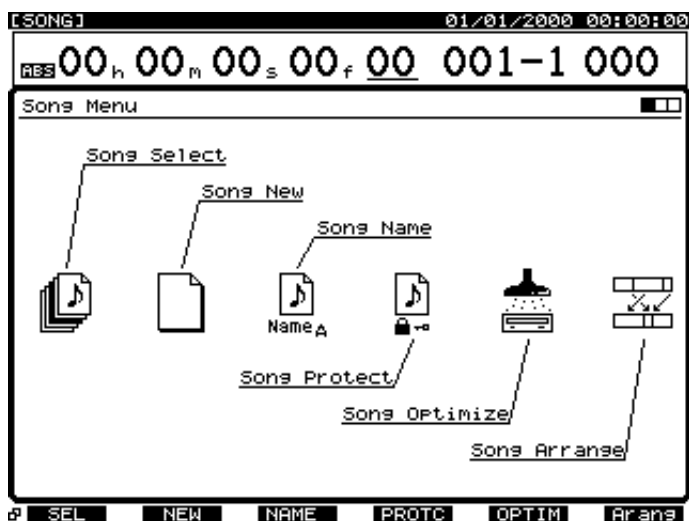 [SONG] 01/01/2000 00:00:00
ABS 00h 00m 00s 00f 00 001-1 000
Song Menu
Song Select
Song New
Song Name
Name A
Song Protect
Song Optimize
Song Arrange
SEL NEW NAME PROTC OPTIM Arang